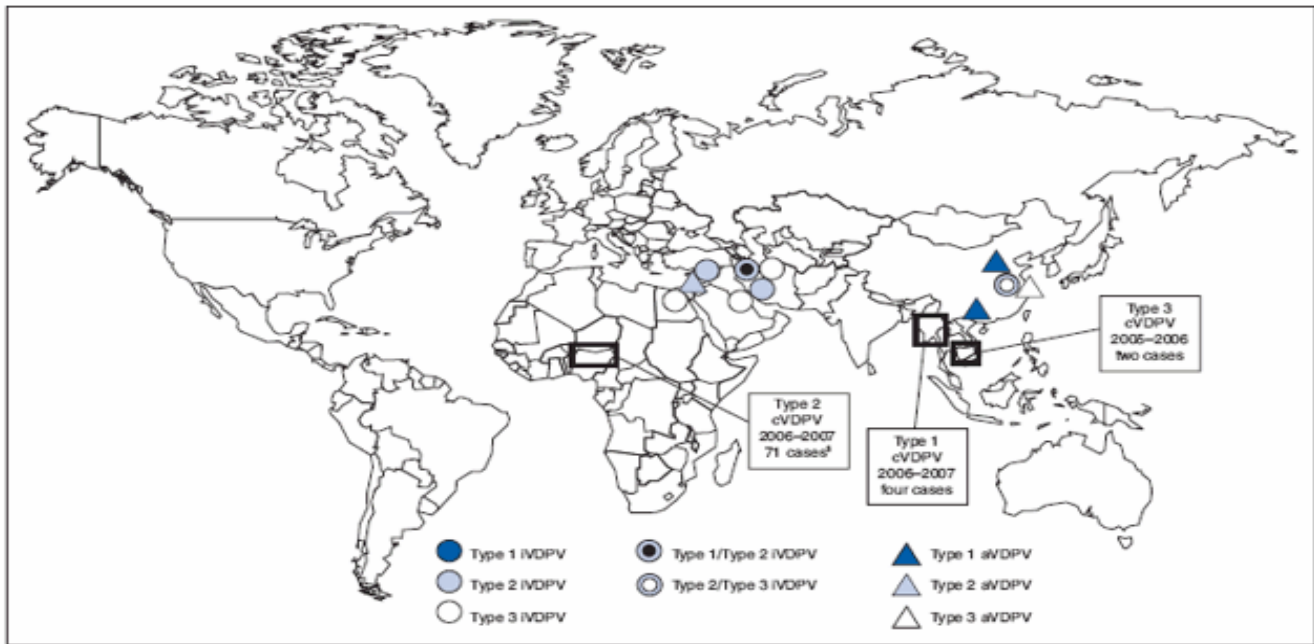 Type 3
cVDPV
2005–2006
two cases
Type 2
cVDPV
2006–2007
71 cases
Type 1
cVDPV
2006–2007
four cases
Type 1 iVDPV
Type 2 iVDPV
Type 3 iVDPV
Type 1/Type 2 iVDPV
Type 2/Type 3 iVDPV
Type 1 aVDPV
Type 2 aVDPV
Type 3 aVDPV